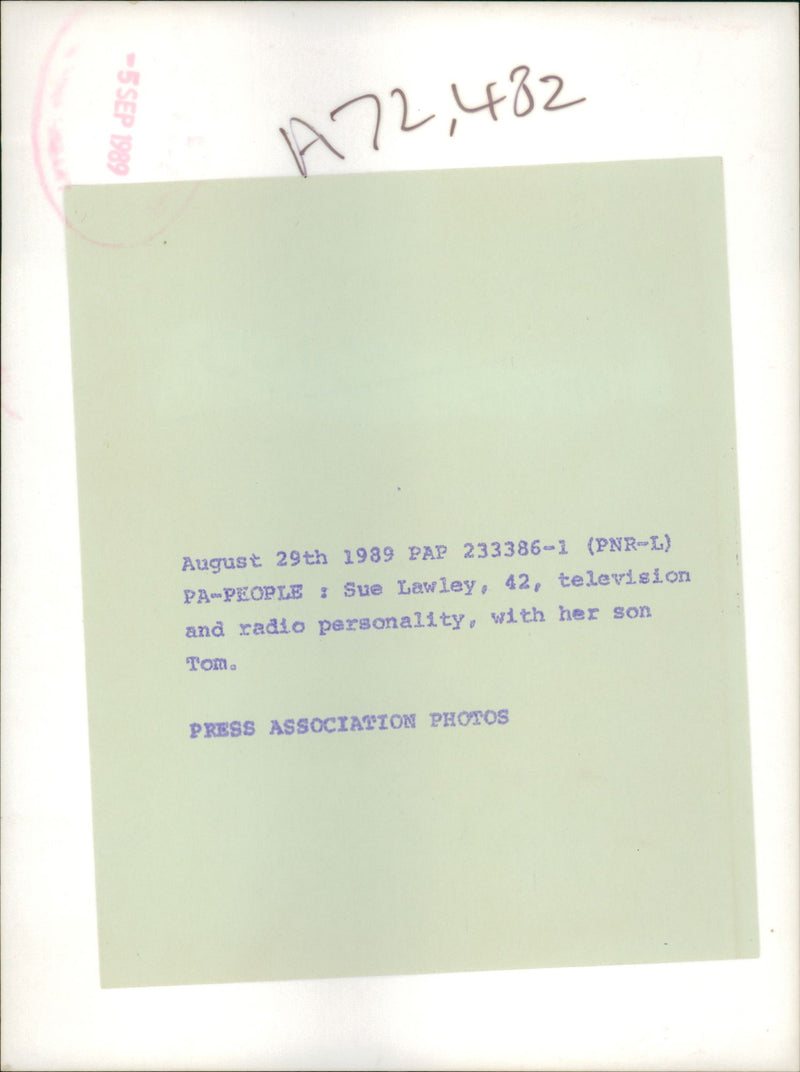 -5 SEP 1989
A72,482
August 29th 1989 PAP 233386-1 (PNR-L)
PA-PEOPLE : Sue Lawley, 42, television
and radio personality, with her son
Tom.
PRESS ASSOCIATION PHOTOS